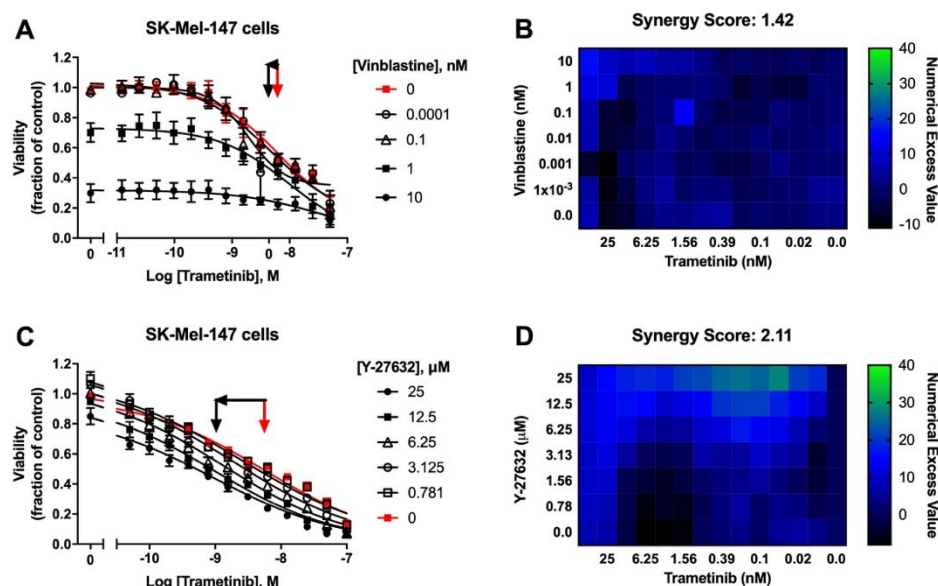 A
SK-Mel-147 cells
Viability
(fraction of control)
1.2
1.0
0.8
0.6
0.4
0.2
0.0
0 -11 -10 -9 0 -8 -7
Log [Trametinib], M
[Vinblastine], nM
0
0.0001
0.1
1
10
B
Synergy Score: 1.42
Vinblastine (nM)
10
1
0.1
0.01
0.001
1x10⁻³
0.0
25 6.25 1.56 0.39 0.1 0.02 0.0
Trametinib (nM)
40
30
20
10
0
-10
Numerical Excess Value
C
SK-Mel-147 cells
Viability
(fraction of control)
1.2
1.0
0.8
0.6
0.4
0.2
0.0
0 -10 -9 -8 -7
Log [Trametinib], M
[Y-27632], µM
25
12.5
6.25
3.125
0.781
0
D
Synergy Score: 2.11
Y-27632 (µM)
25
12.5
6.25
3.13
1.56
0.78
0.0
25 6.25 1.56 0.39 0.1 0.02 0.0
Trametinib (nM)
40
30
20
10
0
Numerical Excess Value